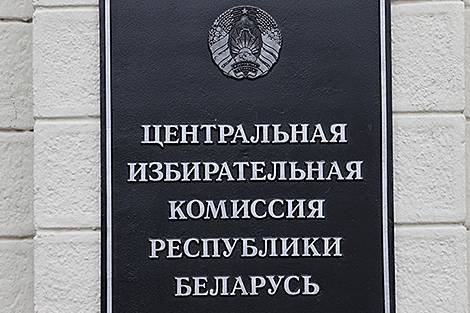 ЦЕНТРАЛЬНАЯ
ИЗБИРАТЕЛЬНАЯ
КОМИССИЯ
РЕСПУБЛИКИ
БЕЛАРУСЬ